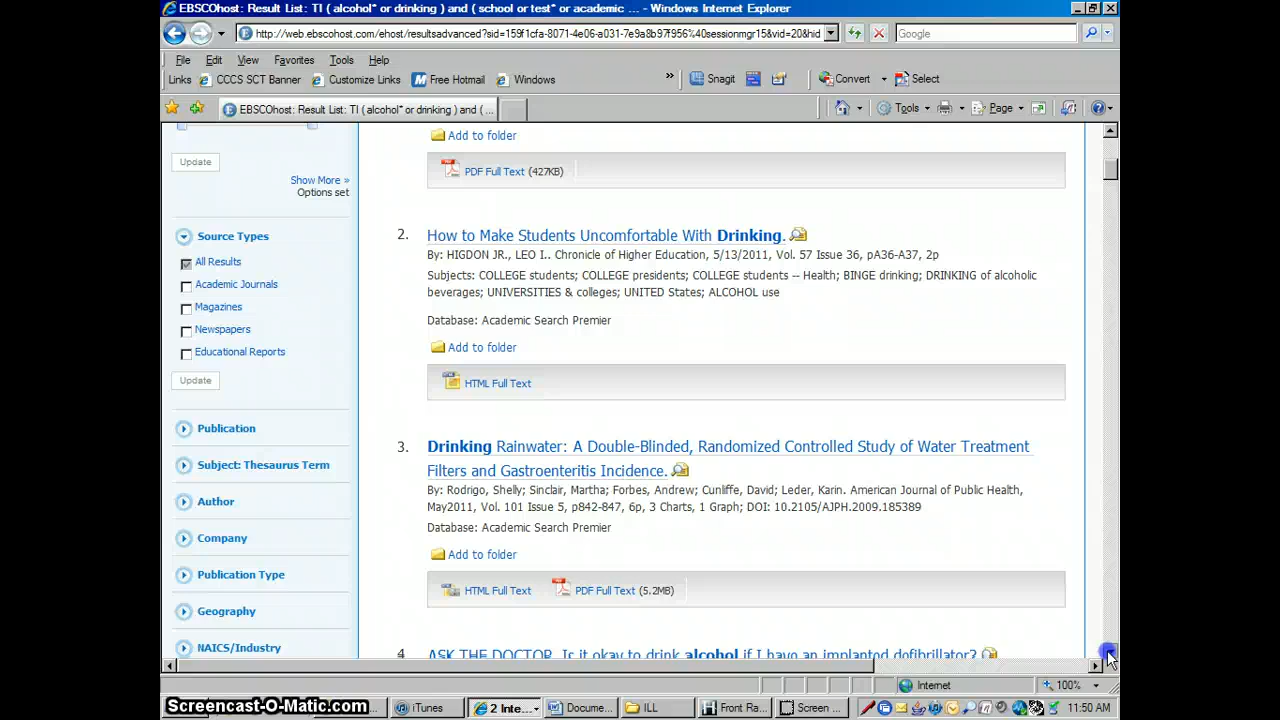 EBSCOhost: Result List: TI ( alcohol* or drinking ) and ( school or test* or academic ... - Windows Internet Explorer
http://web.ebscohost.com/ehost/resultsadvanced?sid=159f1cfa-8071-4e06-a031-7e9a8b97f956%40sessionmgr15&vid=20&hid
Google
File Edit View Favorites Tools Help
Links CCCS SCT Banner Customize Links Free Hotmail Windows » Snagit Convert Select
EBSCOhost: Result List: TI ( alcohol* or drinking ) and ( ... Tools Page
Add to folder
Update
PDF Full Text (427KB)
Show More »
Options set
Source Types
All Results
Academic Journals
Magazines
Newspapers
Educational Reports
Update
Publication
Subject: Thesaurus Term
Author
Company
Publication Type
Geography
NAICS/Industry
2. How to Make Students Uncomfortable With Drinking.
By: HIGDON JR., LEO I.. Chronicle of Higher Education, 5/13/2011, Vol. 57 Issue 36, pA36-A37, 2p
Subjects: COLLEGE students; COLLEGE presidents; COLLEGE students -- Health; BINGE drinking; DRINKING of alcoholic
beverages; UNIVERSITIES & colleges; UNITED States; ALCOHOL use
Database: Academic Search Premier
Add to folder
HTML Full Text
3. Drinking Rainwater: A Double-Blinded, Randomized Controlled Study of Water Treatment
Filters and Gastroenteritis Incidence.
By: Rodrigo, Shelly; Sinclair, Martha; Forbes, Andrew; Cunliffe, David; Leder, Karin. American Journal of Public Health,
May2011, Vol. 101 Issue 5, p842-847, 6p, 3 Charts, 1 Graph; DOI: 10.2105/AJPH.2009.185389
Database: Academic Search Premier
Add to folder
HTML Full Text PDF Full Text (5.2MB)
4 ASK THE DOCTOR. Is it okay to drink alcohol if I have an implanted defibrillator?
Internet 100%
Screencast-O-Matic.com iTunes 2 Inte... Docume... ILL Front Ra... Screen ... 11:50 AM